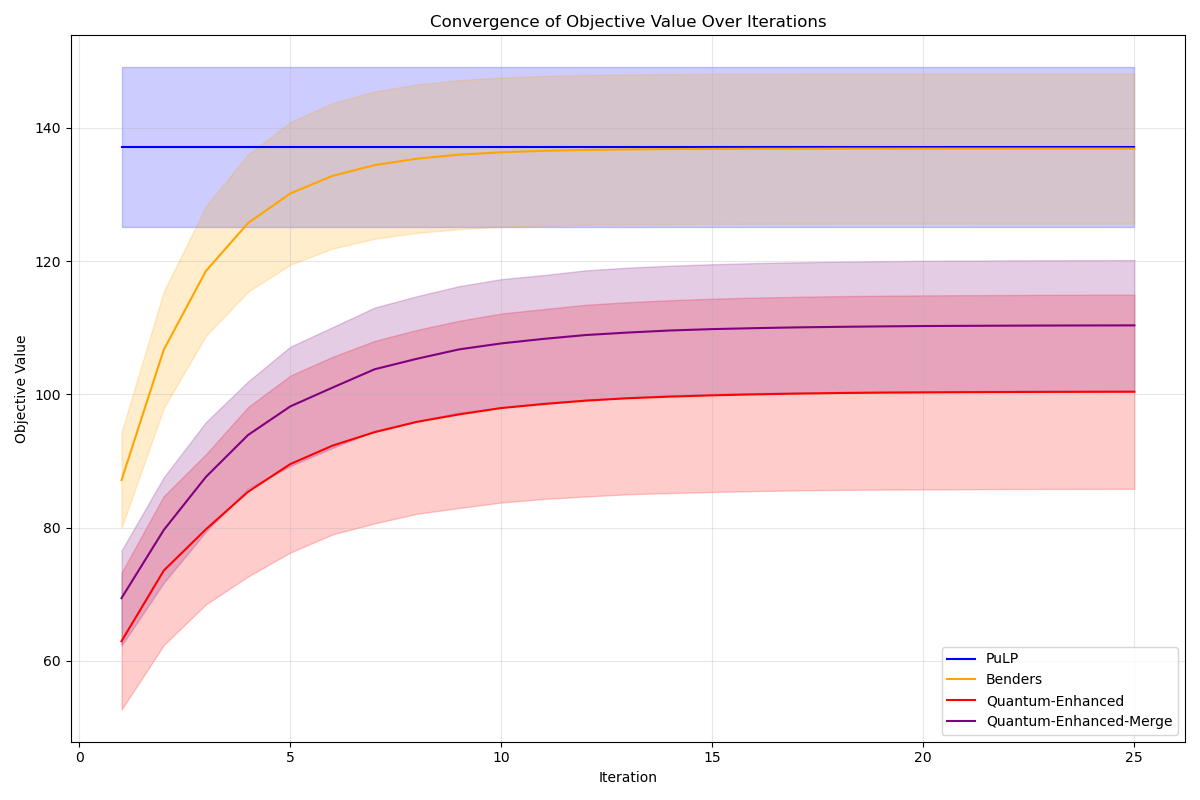 Convergence of Objective Value Over Iterations
Objective Value
140
120
100
80
60
0
5
10
15
20
25
Iteration
PuLP
Benders
Quantum-Enhanced
Quantum-Enhanced-Merge